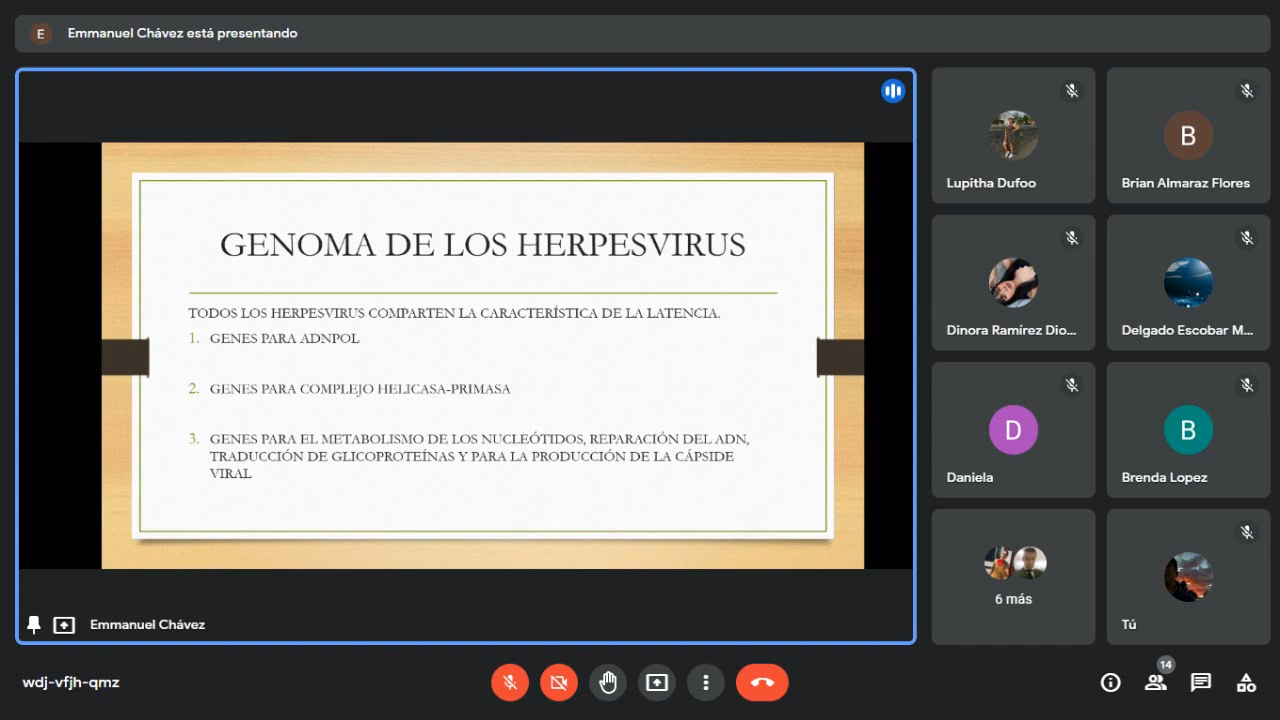 E
Emmanuel Chávez está presentando
GENOMA DE LOS HERPESVIRUS
TODOS LOS HERPESVIRUS COMPARTEN LA CARACTERÍSTICA DE LA LATENCIA.
1. GENES PARA ADNPOL
2. GENES PARA COMPLEJO HELICASA-PRIMASA
3. GENES PARA EL METABOLISMO DE LOS NUCLEÓTIDOS, REPARACIÓN DEL ADN,
TRADUCCIÓN DE GLICOPROTEÍNAS Y PARA LA PRODUCCIÓN DE LA CÁPSIDE
VIRAL
Emmanuel Chávez
Lupitha Dufoo
B
Brian Almaraz Flores
Dinora Ramírez Dio...
Delgado Escobar M...
D
Daniela
B
Brenda Lopez
6 más
Tú
wdj-vfjh-qmz
14